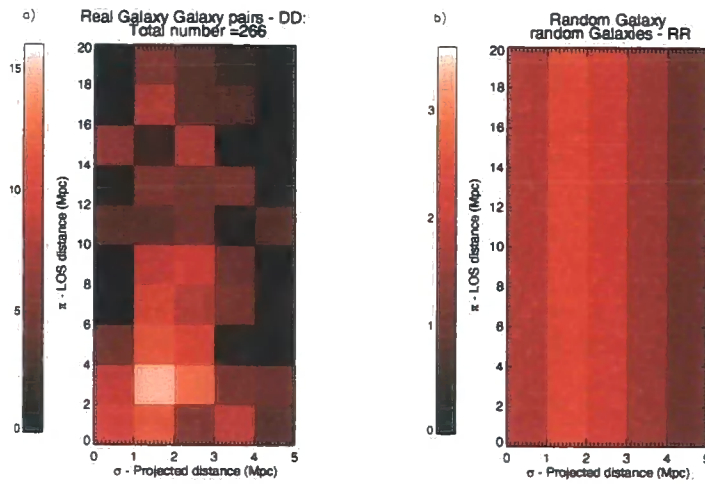 a)
Real Galaxy Galaxy pairs - DD:
Total number =266
15
10
5
0
π - LOS distance (Mpc)
20
18
16
14
12
10
8
6
4
2
0
0 1 2 3 4 5
σ - Projected distance (Mpc)
b)
Random Galaxy
random Galaxies - RR
3
2
1
0
π - LOS distance (Mpc)
20
18
16
14
12
10
8
6
4
2
0
0 1 2 3 4 5
σ - Projected distance (Mpc)